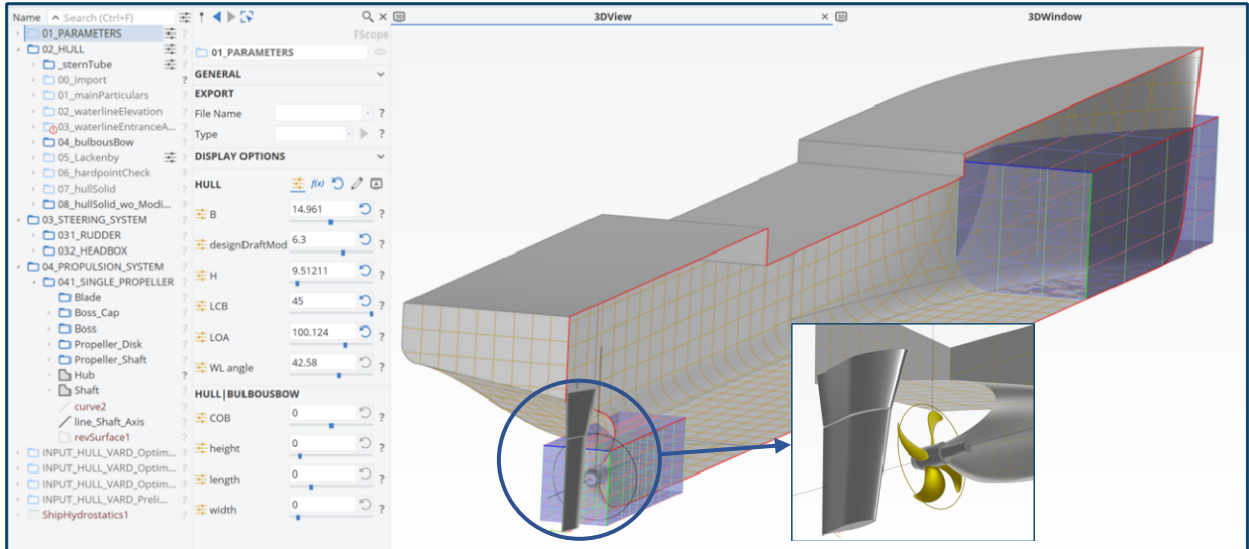 Name Search (Ctrl+F)
01_PARAMETERS ?
02_HULL ?
_sternTube ?
00_import ?
01_mainParticulars ?
02_waterlineElevation ?
03_waterlineEntranceA... ?
04_bulbousBow ?
05_Lackenby ?
06_hardpointCheck ?
07_hullSolid ?
08_hullSolid_wo_Modi... ?
03_STEERING_SYSTEM ?
031_RUDDER ?
032_HEADBOX ?
04_PROPULSION_SYSTEM ?
041_SINGLE_PROPELLER ?
Blade ?
Boss_Cap ?
Boss ?
Propeller_Disk ?
Propeller_Shaft ?
Hub ?
Shaft ?
curve2 ?
line_Shaft_Axis ?
revSurface1 ?
INPUT_HULL_VARD_Optim... ?
INPUT_HULL_VARD_Optim... ?
INPUT_HULL_VARD_Optim... ?
INPUT_HULL_VARD_Preli... ?
ShipHydrostatics1 ?
FScope
01_PARAMETERS
GENERAL
EXPORT
File Name ?
Type ?
DISPLAY OPTIONS
HULL f(x)
B 14.961 ?
designDraftMod 6.3 ?
H 9.51211 ?
LCB 45 ?
LOA 100.124 ?
WL angle 42.58 ?
HULL|BULBOUSBOW
COB 0 ?
height 0 ?
length 0 ?
width 0 ?
3DView
3DWindow